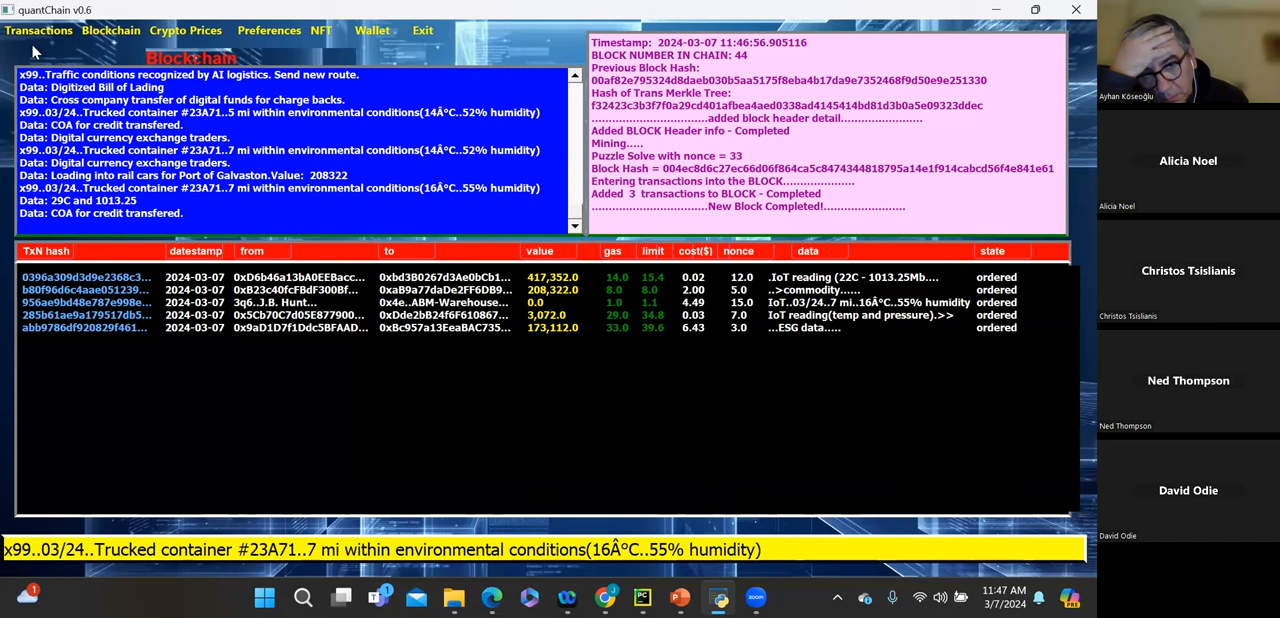 quantChain v0.6
Transactions Blockchain Crypto Prices Preferences NFT Wallet Exit
Blockchain
x99..Traffic conditions recognized by AI logistics. Send new route.
Data: Digitized Bill of Lading
Data: Cross company transfer of digital funds for charge backs.
x99..03/24..Trucked container #23A71..5 mi within environmental conditions(14Â°C..52% humidity)
Data: COA for credit transfered.
Data: Digital currency exchange traders.
x99..03/24..Trucked container #23A71..7 mi within environmental conditions(14Â°C..52% humidity)
Data: Digital currency exchange traders.
Data: Loading into rail cars for Port of Galvaston.Value:  208322
x99..03/24..Trucked container #23A71..7 mi within environmental conditions(16Â°C..55% humidity)
Data: 29C and 1013.25
Data: COA for credit transfered.
Timestamp:  2024-03-07 11:46:56.905116
BLOCK NUMBER IN CHAIN: 44
Previous Block Hash:
00af82e795324d8daeb030b5aa5175f8eba4b17da9e7352468f9d50e9e251330
Hash of Trans Merkle Tree:
f32423c3b3f7f0a29cd401afbea4aed0338ad4145414bd81d3b0a5e09323ddec
................................added block header detail......................
Added BLOCK Header info - Completed
Mining.....
Puzzle Solve with nonce = 33
Block Hash = 004ec8d6c27ec66d06f864ca5c8474344818795a14e1f914cabcd56f4e841e61
Entering transactions into the BLOCK.....................
Added  3  transactions to BLOCK - Completed
................................New Block Completed!.......................
TxN hash datestamp from to value gas limit cost($) nonce data state
0396a309d3d9e2368c3... 2024-03-07 0xD6b46a13bA0EEBacc... 0xbd3B0267d3Ae0bCb1... 417,352.0 14.0 15.4 0.02 12.0 .IoT reading (22C - 1013.25Mb.... ordered
b80f96d6c4aae051239... 2024-03-07 0xB23c40fcFBdF300Bf... 0xaB9a77daDe2FF6DB9... 208,322.0 8.0 8.0 2.00 5.0 ..>commodity...... ordered
956ae9bd48e787e998e... 2024-03-07 3q6..J.B. Hunt... 0x4e..ABM-Warehouse... 0.0 1.0 1.1 4.49 15.0 IoT..03/24..7 mi..16Â°C..55% humidity ordered
285b61ae9a179517db5... 2024-03-07 0x5Cb70C7d05E877900... 0xDde2bB24f6F610867... 3,072.0 29.0 34.8 0.03 7.0 IoT reading(temp and pressure).>> ordered
abb9786df920829f461... 2024-03-07 0x9aD1D7f1Ddc5BFAAD... 0xBc957a13EeaBAC735... 173,112.0 33.0 39.6 6.43 3.0 ...ESG data..... ordered
x99..03/24..Trucked container #23A71..7 mi within environmental conditions(16Â°C..55% humidity)
1
1
PC
zoom
11:47 AM
3/7/2024
PRE
Ayhan Köseoğlu
Alicia Noel
Alicia Noel
Christos Tsislianis
Christos Tsislianis
Ned Thompson
Ned Thompson
David Odie
David Odie